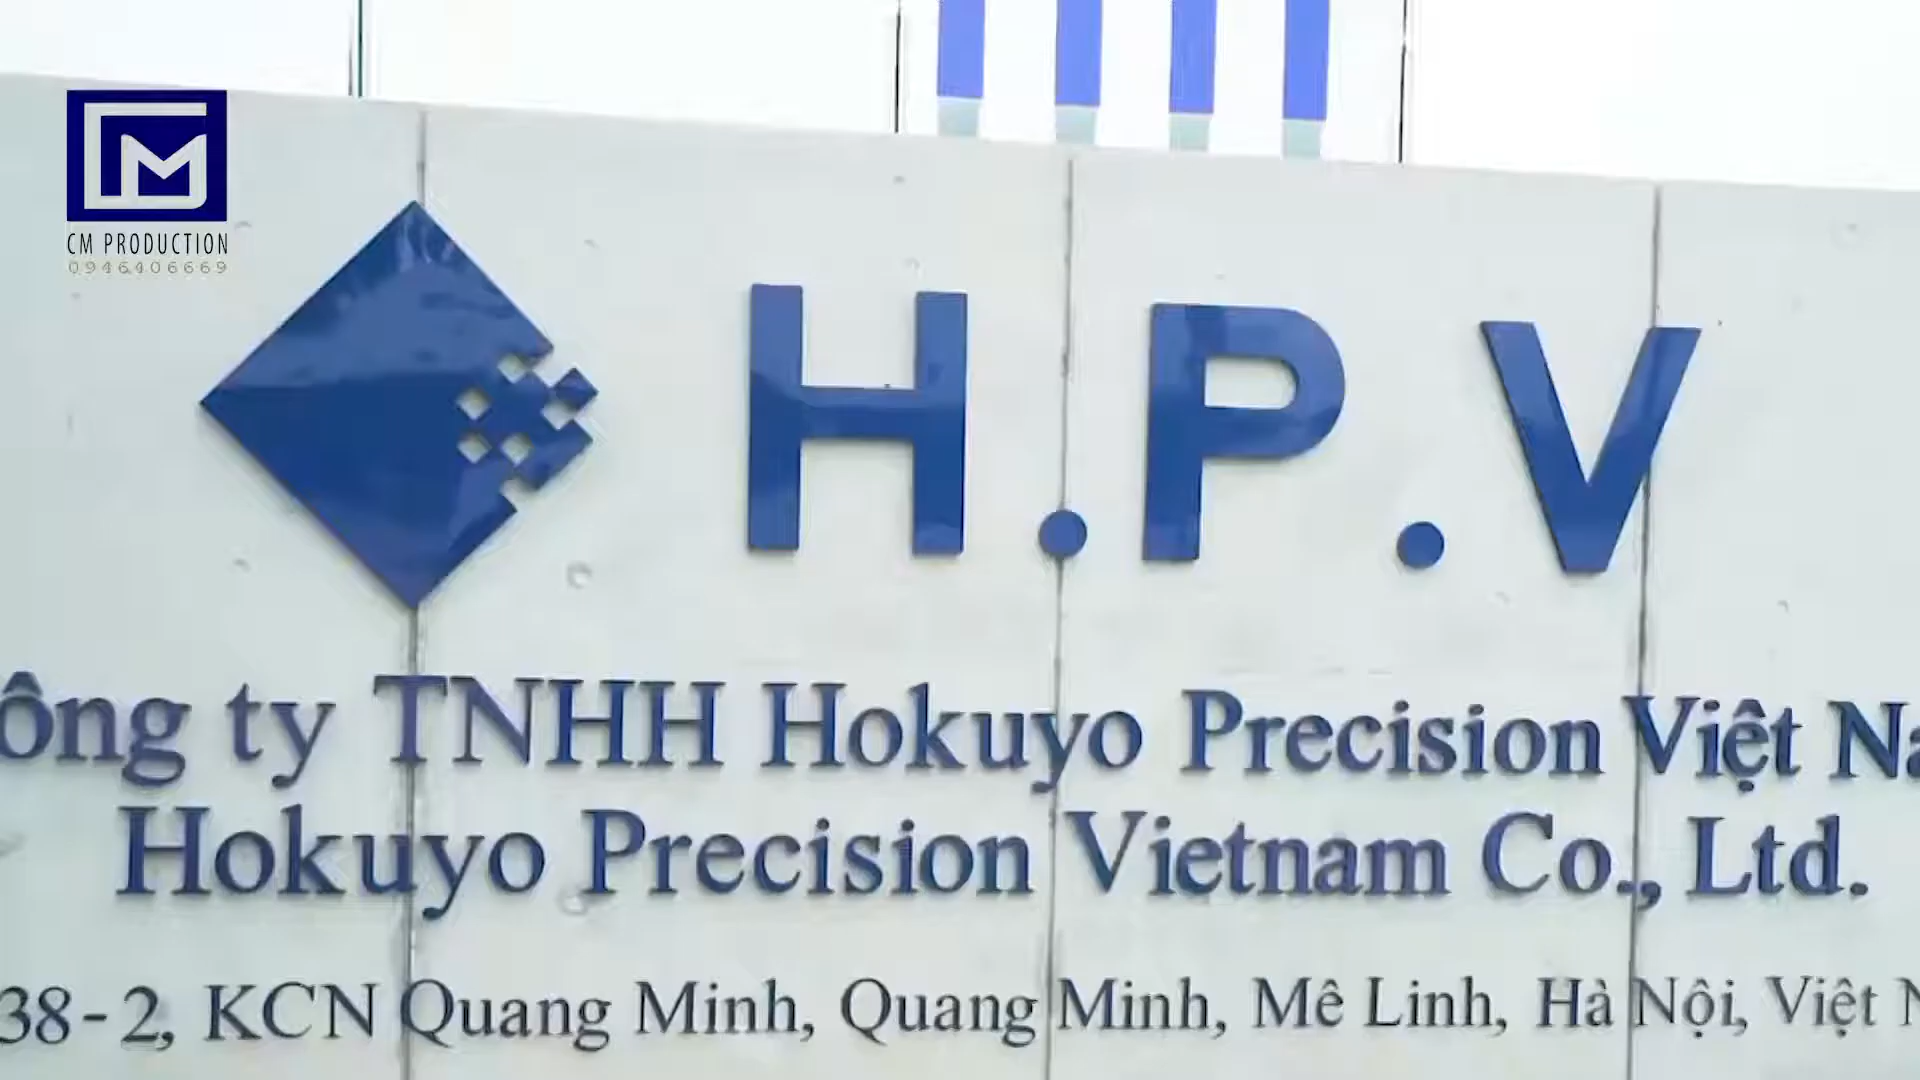 CM PRODUCTION
0946406669
H.P.V
ông ty TNHH Hokuyo Precision Việt Na
Hokuyo Precision Vietnam Co., Ltd.
38-2, KCN Quang Minh, Quang Minh, Mê Linh, Hà Nội, Việt N